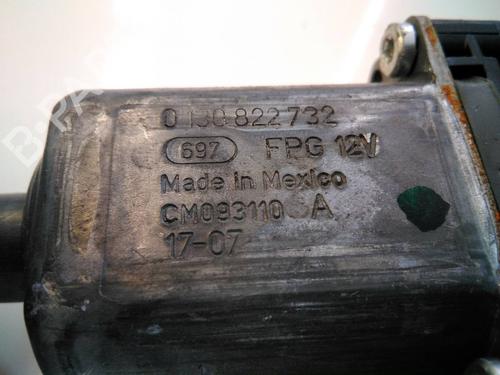 0 130 822 732
697 FPG 12V
Made in Mexico
CM093110 A
17-07